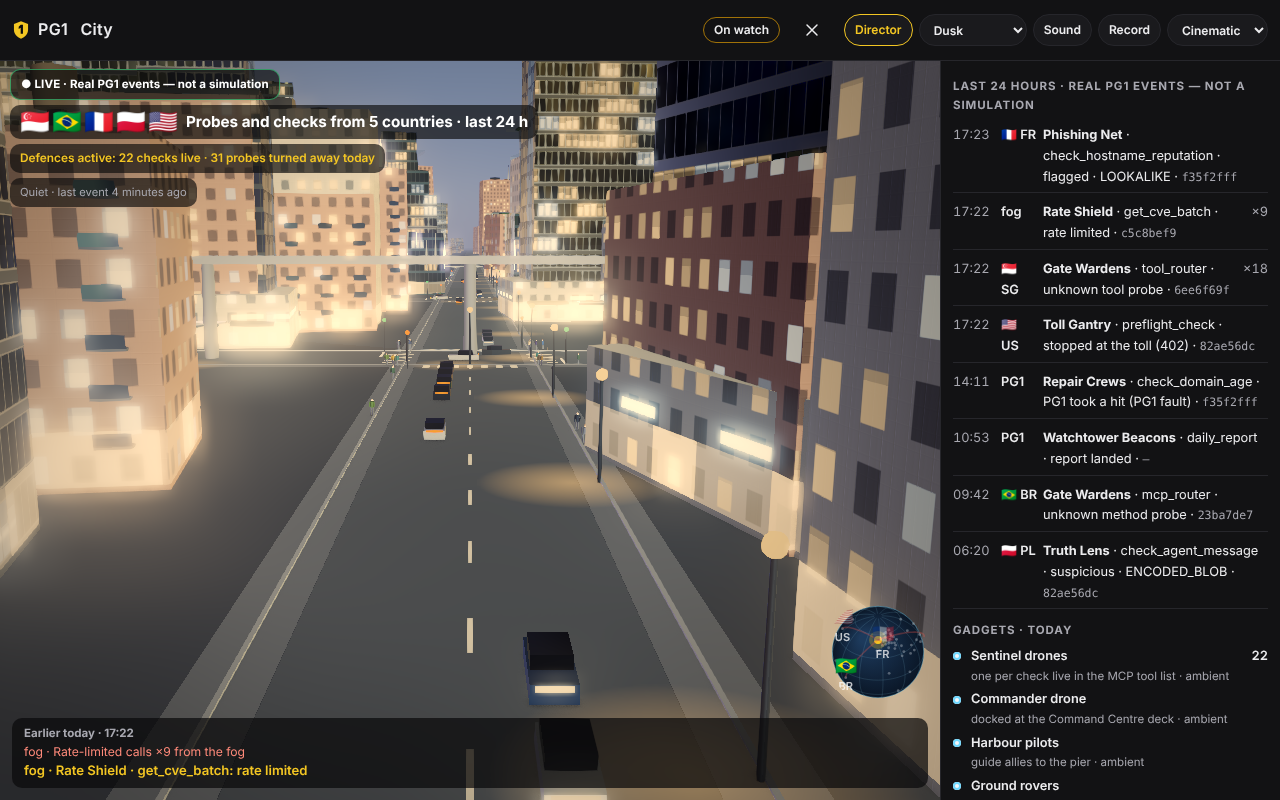 PG1 City
On watch
Director
Dusk
Sound
Record
Cinematic
LIVE · Real PG1 events — not a simulation
Probes and checks from 5 countries · last 24 h
Defences active: 22 checks live · 31 probes turned away today
Quiet · last event 4 minutes ago
US
FR
BR
Earlier today · 17:22
fog · Rate-limited calls ×9 from the fog
fog · Rate Shield · get_cve_batch: rate limited
LAST 24 HOURS · REAL PG1 EVENTS — NOT A
SIMULATION
17:23 FR Phishing Net ·
check_hostname_reputation ·
flagged · LOOKALIKE · f35f2fff
17:22 fog Rate Shield · get_cve_batch · ×9
rate limited · c5c8bef9
17:22 Gate Wardens · tool_router · ×18
SG unknown tool probe · 6ee6f69f
17:22 Toll Gantry · preflight_check ·
US stopped at the toll (402) · 82ae56dc
14:11 PG1 Repair Crews · check_domain_age ·
PG1 took a hit (PG1 fault) · f35f2fff
10:53 PG1 Watchtower Beacons · daily_report
· report landed · —
09:42 BR Gate Wardens · mcp_router ·
unknown method probe · 23ba7de7
06:20 PL Truth Lens · check_agent_message
· suspicious · ENCODED_BLOB ·
82ae56dc
GADGETS · TODAY
Sentinel drones 22
one per check live in the MCP tool list · ambient
Commander drone
docked at the Command Centre deck · ambient
Harbour pilots
guide allies to the pier · ambient
Ground rovers